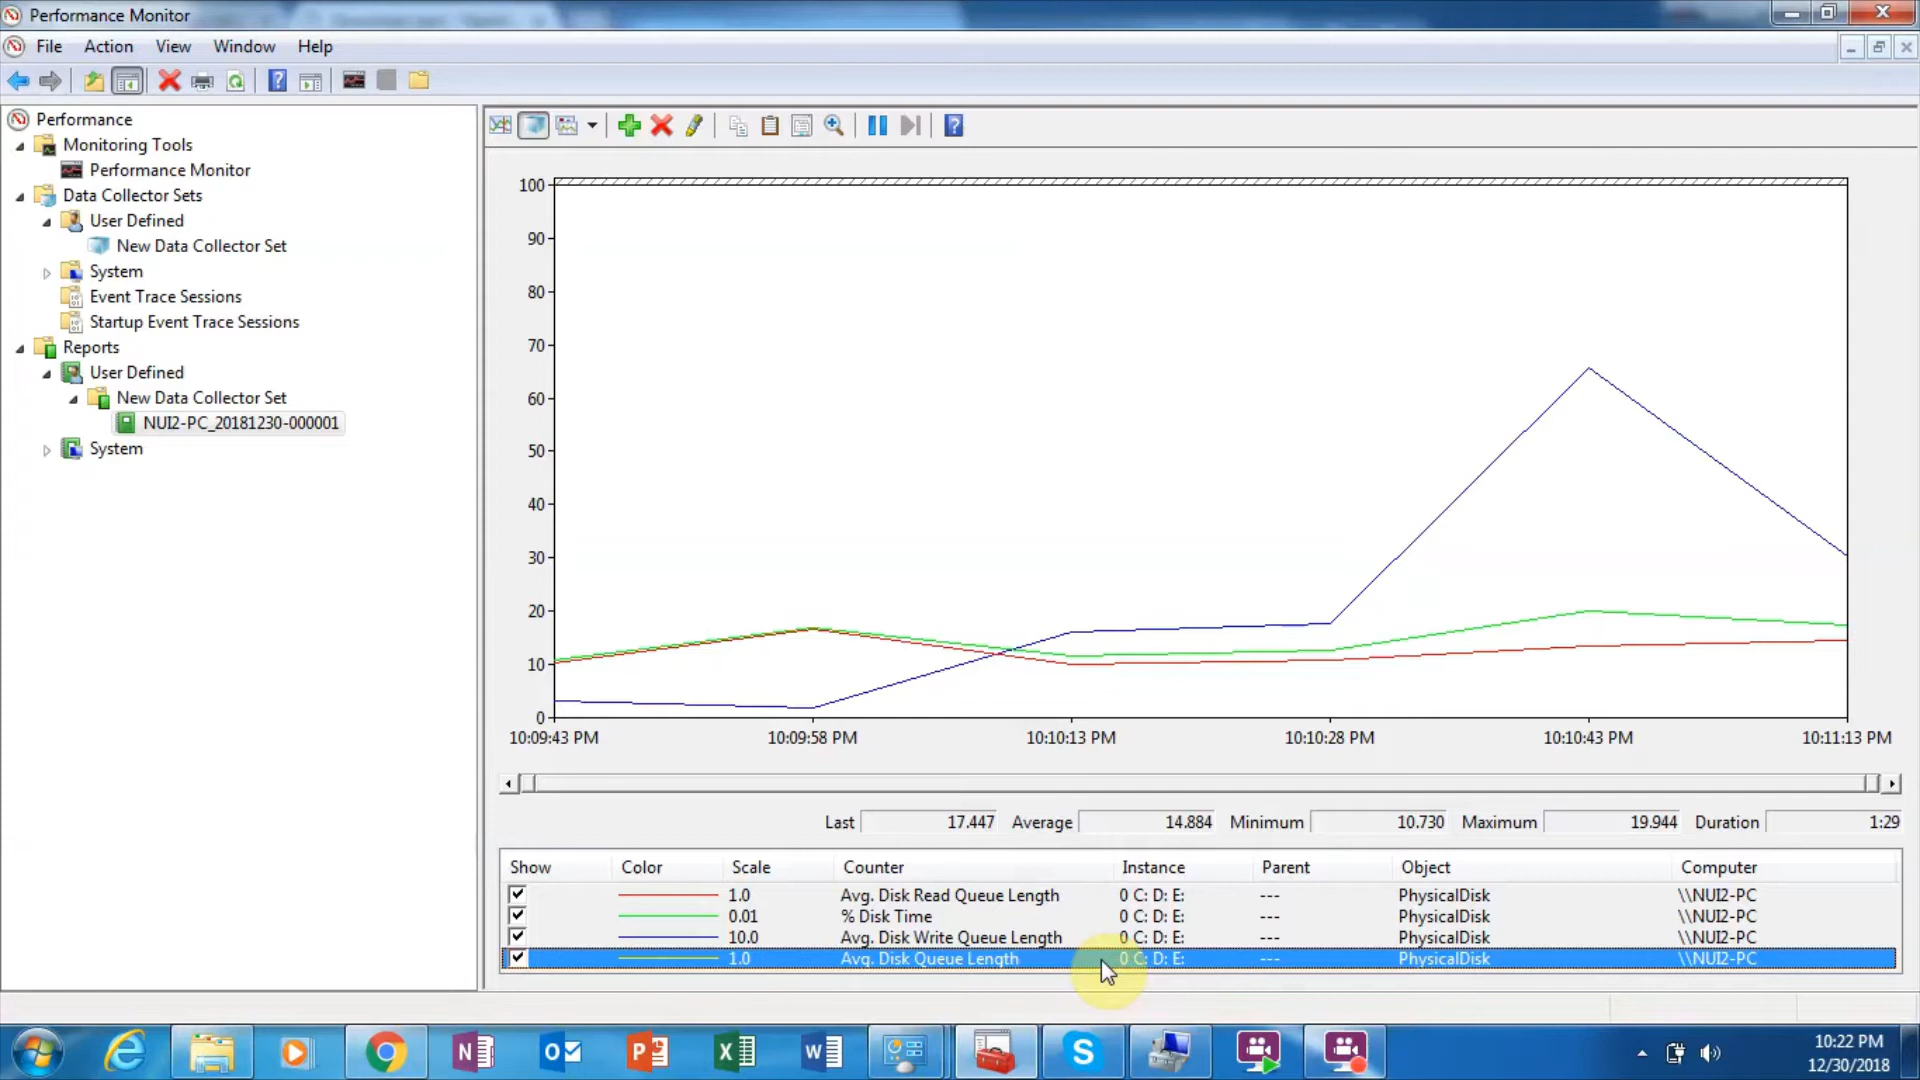 Performance Monitor
File Action View Window Help
Performance
Monitoring Tools
Performance Monitor
Data Collector Sets
User Defined
New Data Collector Set
System
Event Trace Sessions
Startup Event Trace Sessions
Reports
User Defined
New Data Collector Set
NUI2-PC_20181230-000001
System
100
90
80
70
60
50
40
30
20
10
0
10:09:43 PM 10:09:58 PM 10:10:13 PM 10:10:28 PM 10:10:43 PM 10:11:13 PM
Last 17.447 Average 14.884 Minimum 10.730 Maximum 19.944 Duration 1:29
Show Color Scale Counter Instance Parent Object Computer
1.0 Avg. Disk Read Queue Length 0 C: D: E: --- PhysicalDisk \\NUI2-PC
0.01 % Disk Time 0 C: D: E: --- PhysicalDisk \\NUI2-PC
10.0 Avg. Disk Write Queue Length 0 C: D: E: --- PhysicalDisk \\NUI2-PC
1.0 Avg. Disk Queue Length 0 C: D: E: --- PhysicalDisk \\NUI2-PC
10:22 PM
12/30/2018